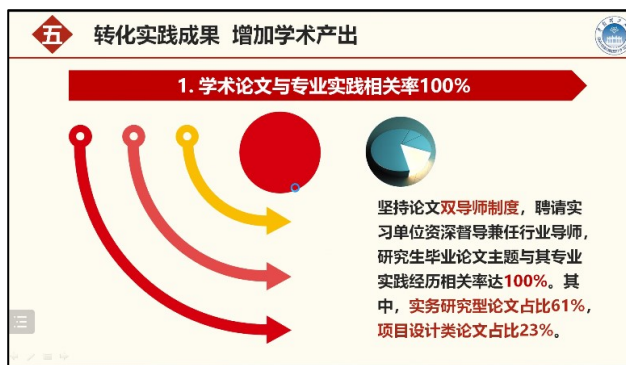 五
转化实践成果 增加学术产出
1. 学术论文与专业实践相关率100%
坚持论文双导师制度，聘请实
习单位资深督导兼任行业导师，
研究生毕业论文主题与其专业
实践经历相关率达100%。其
中，实务研究型论文占比61%，
项目设计类论文占比23%。